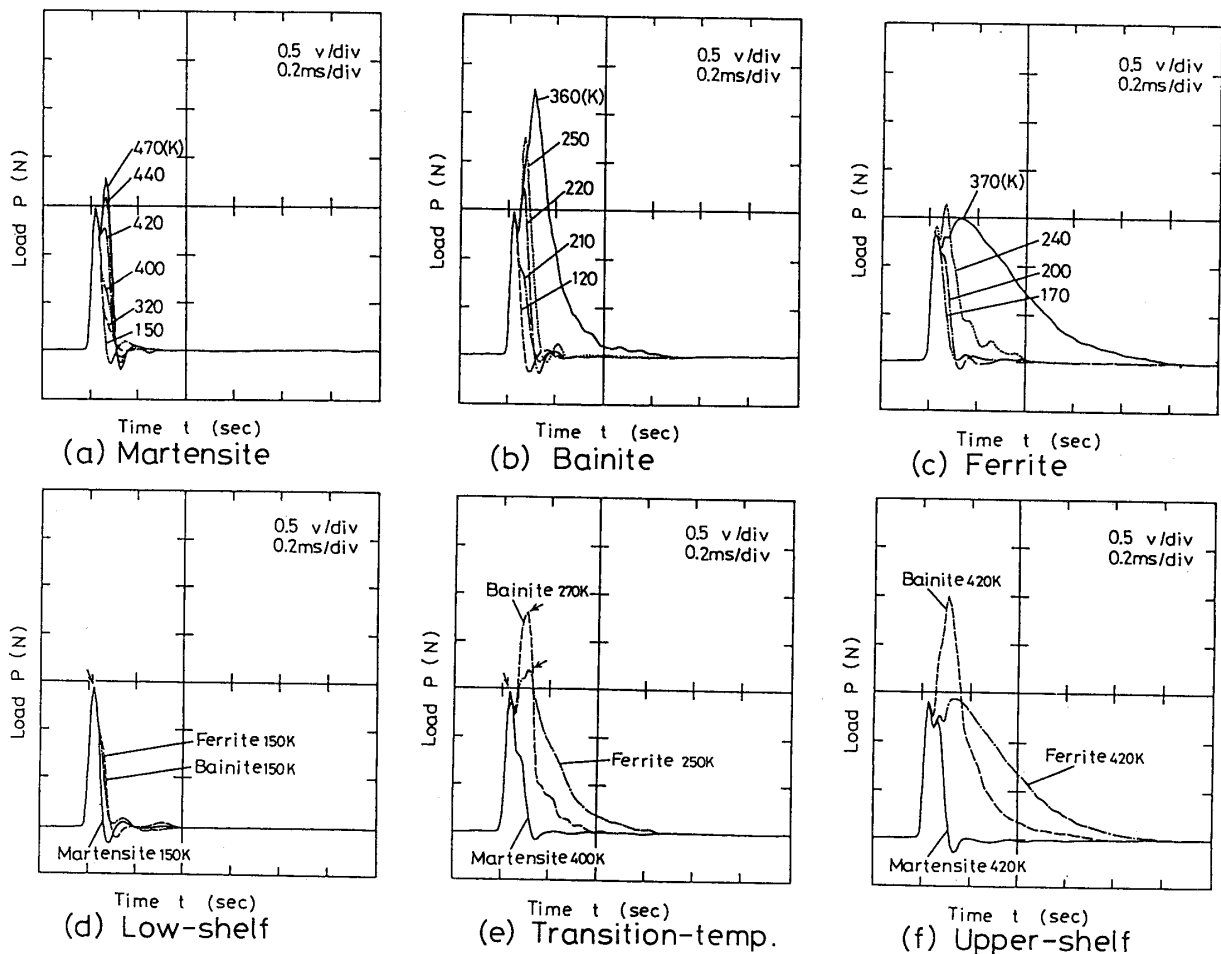 0.5 v/div
0.2ms/div
470(K)
440
420
400
320
150
Load P (N)
Time t (sec)
(a) Martensite
0.5 v/div
0.2ms/div
360(K)
250
220
210
120
Load P (N)
Time t (sec)
(b) Bainite
0.5 v/div
0.2ms/div
370(K)
240
200
170
Load P (N)
Time t (sec)
(c) Ferrite
0.5 v/div
0.2ms/div
Ferrite 150K
Bainite 150K
Martensite 150K
Load P (N)
Time t (sec)
(d) Low-shelf
0.5 v/div
0.2ms/div
Bainite 270K
Ferrite 250K
Martensite 400K
Load P (N)
Time t (sec)
(e) Transition-temp.
0.5 v/div
0.2ms/div
Bainite 420K
Ferrite 420K
Martensite 420K
Load P (N)
Time t (sec)
(f) Upper-shelf